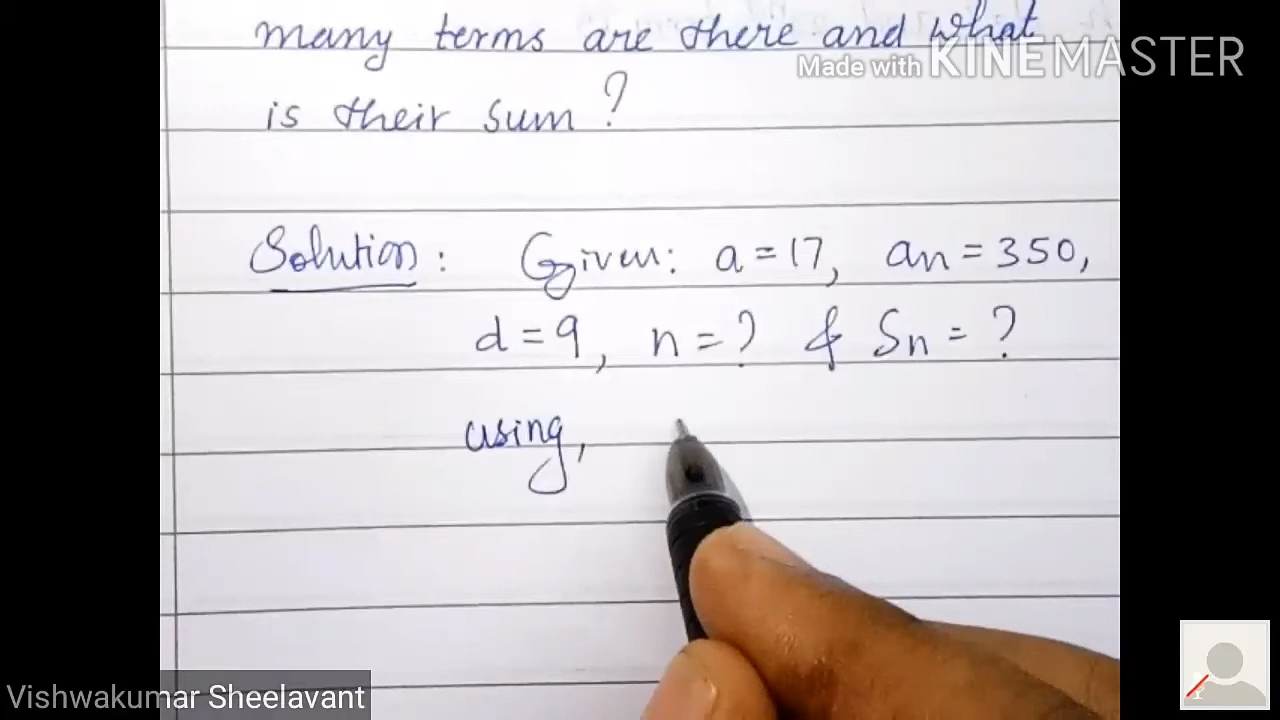 many terms are there and what
Made with KINEMASTER
is their sum ?
Solution : Given: a = 17, an = 350,
d = 9, n = ? & Sn = ?
using,
Vishwakumar Sheelavant